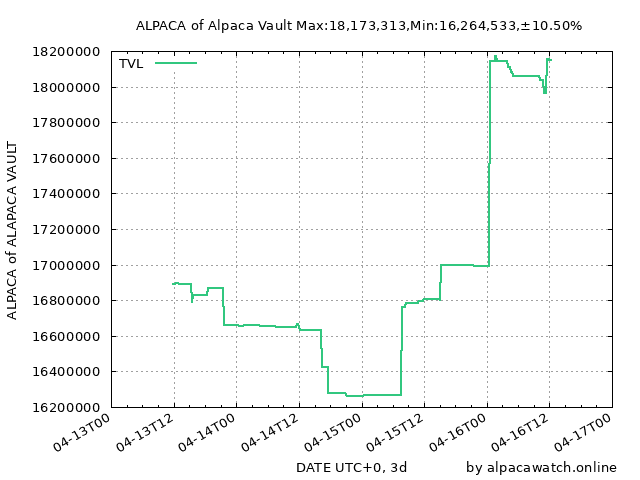 ALPACA of Alpaca Vault Max:18,173,313,Min:16,264,533,±10.50%
TVL
18200000
18000000
17800000
17600000
17400000
17200000
17000000
16800000
16600000
16400000
16200000
ALPACA of ALAPACA VAULT
04-13T00
04-13T12
04-14T00
04-14T12
04-15T00
04-15T12
04-16T00
04-16T12
04-17T00
DATE UTC+0, 3d
by alpacawatch.online